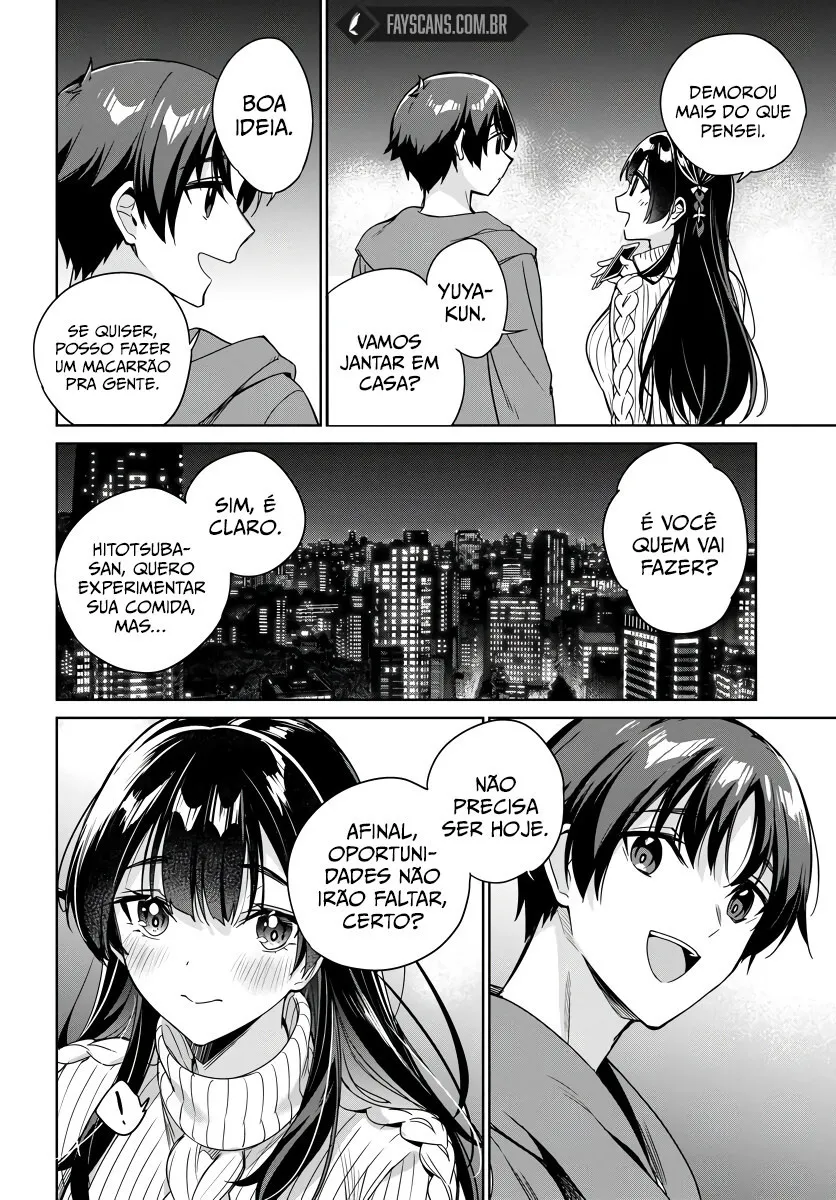 FAYSCANS.COM.BR
DEMOROU
MAIS DO QUE
PENSEI.
YUYA-
KUN.
VAMOS
JANTAR EM
CASA?
BOA
IDEIA.
SE QUISER,
POSSO FAZER
UM MACARRÃO
PRA GENTE.
É VOCÊ
QUEM VAI
FAZER?
SIM, É
CLARO.
HITOTSUBA-
SAN, QUERO
EXPERIMENTAR
SUA COMIDA,
MAS...
NÃO
PRECISA
SER HOJE.
AFINAL,
OPORTUNI-
DADES NÃO
IRÃO FALTAR,
CERTO?
!